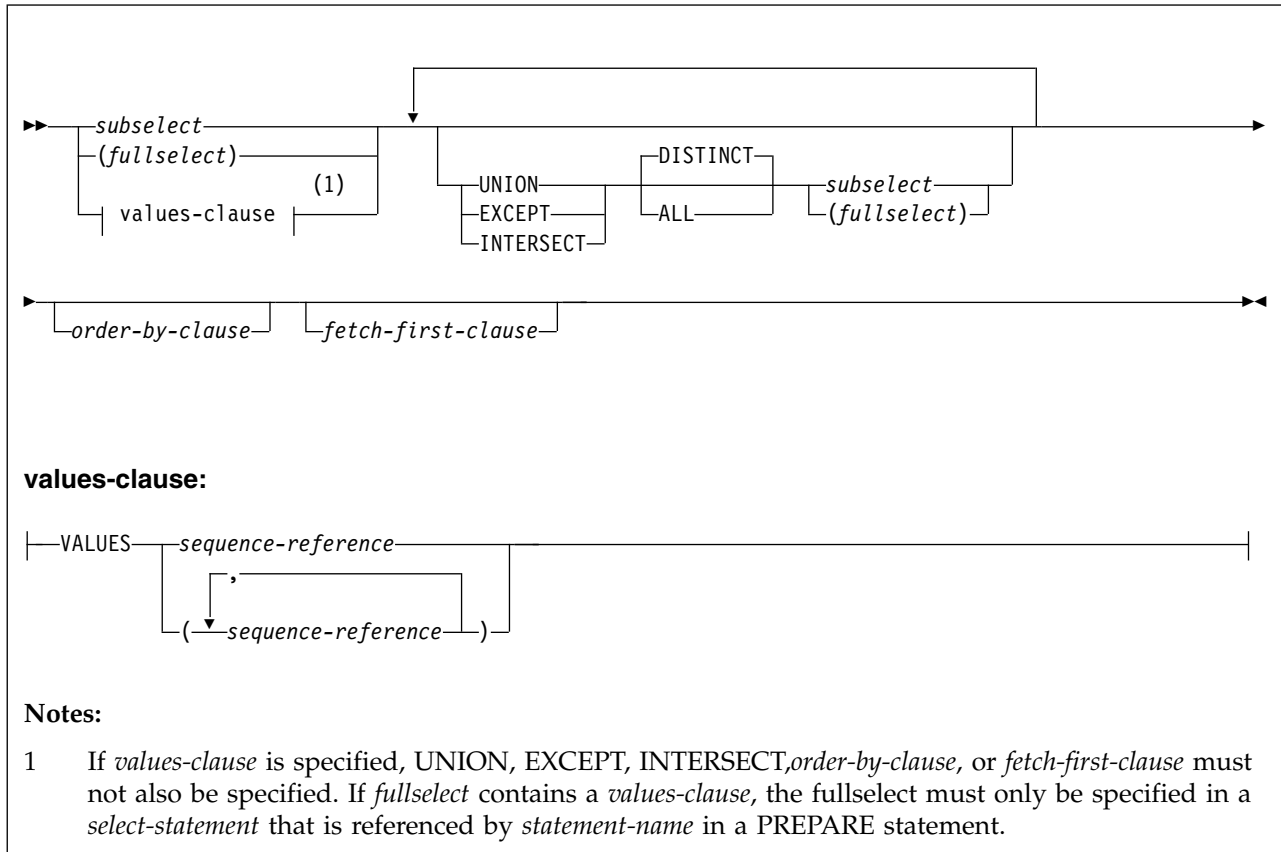 subselect
(fullselect)
(1)
values-clause
UNION
EXCEPT
INTERSECT
DISTINCT
ALL
subselect
(fullselect)
order-by-clause
fetch-first-clause
values-clause:
VALUES
sequence-reference
,
( sequence-reference )
Notes:
1 If values-clause is specified, UNION, EXCEPT, INTERSECT,order-by-clause, or fetch-first-clause must
not also be specified. If fullselect contains a values-clause, the fullselect must only be specified in a
select-statement that is referenced by statement-name in a PREPARE statement.